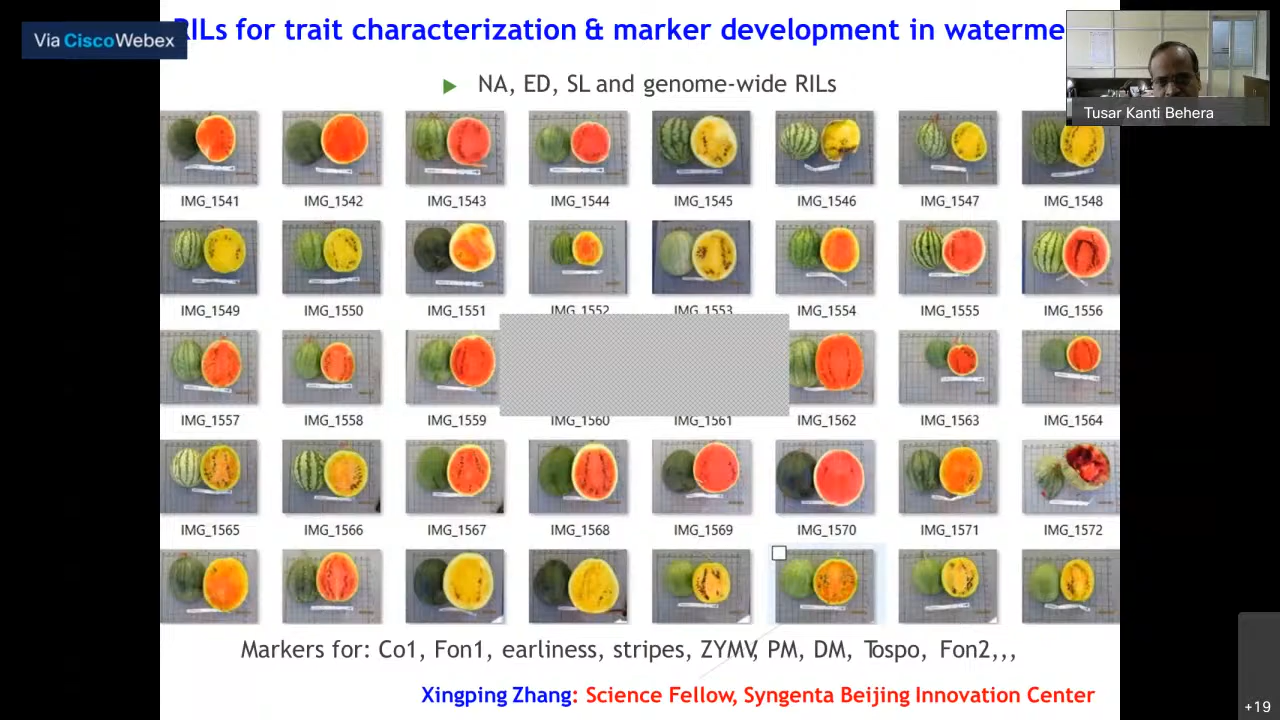 Via Cisco Webex
RILs for trait characterization & marker development in waterme
NA, ED, SL and genome-wide RILs
Tusar Kanti Behera
IMG_1541 IMG_1542 IMG_1543 IMG_1544 IMG_1545 IMG_1546 IMG_1547 IMG_1548
IMG_1549 IMG_1550 IMG_1551 IMG_1552 IMG_1553 IMG_1554 IMG_1555 IMG_1556
IMG_1557 IMG_1558 IMG_1559 IMG_1560 IMG_1561 IMG_1562 IMG_1563 IMG_1564
IMG_1565 IMG_1566 IMG_1567 IMG_1568 IMG_1569 IMG_1570 IMG_1571 IMG_1572
Markers for: Co1, Fon1, earliness, stripes, ZYMV, PM, DM, Tospo, Fon2,,,
Xingping Zhang: Science Fellow, Syngenta Beijing Innovation Center
+19